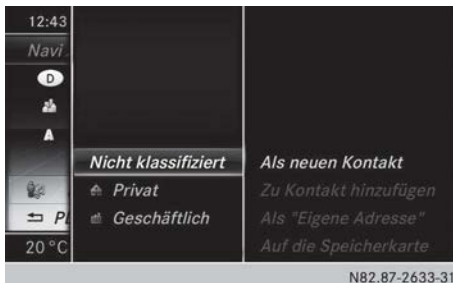 12:43
Navi
D
A
Nicht klassifiziert
Als neuen Kontakt
Privat
Zu Kontakt hinzufügen
Geschäftlich
Als "Eigene Adresse"
20 °C
Auf die Speicherkarte
N82.87-2633-31